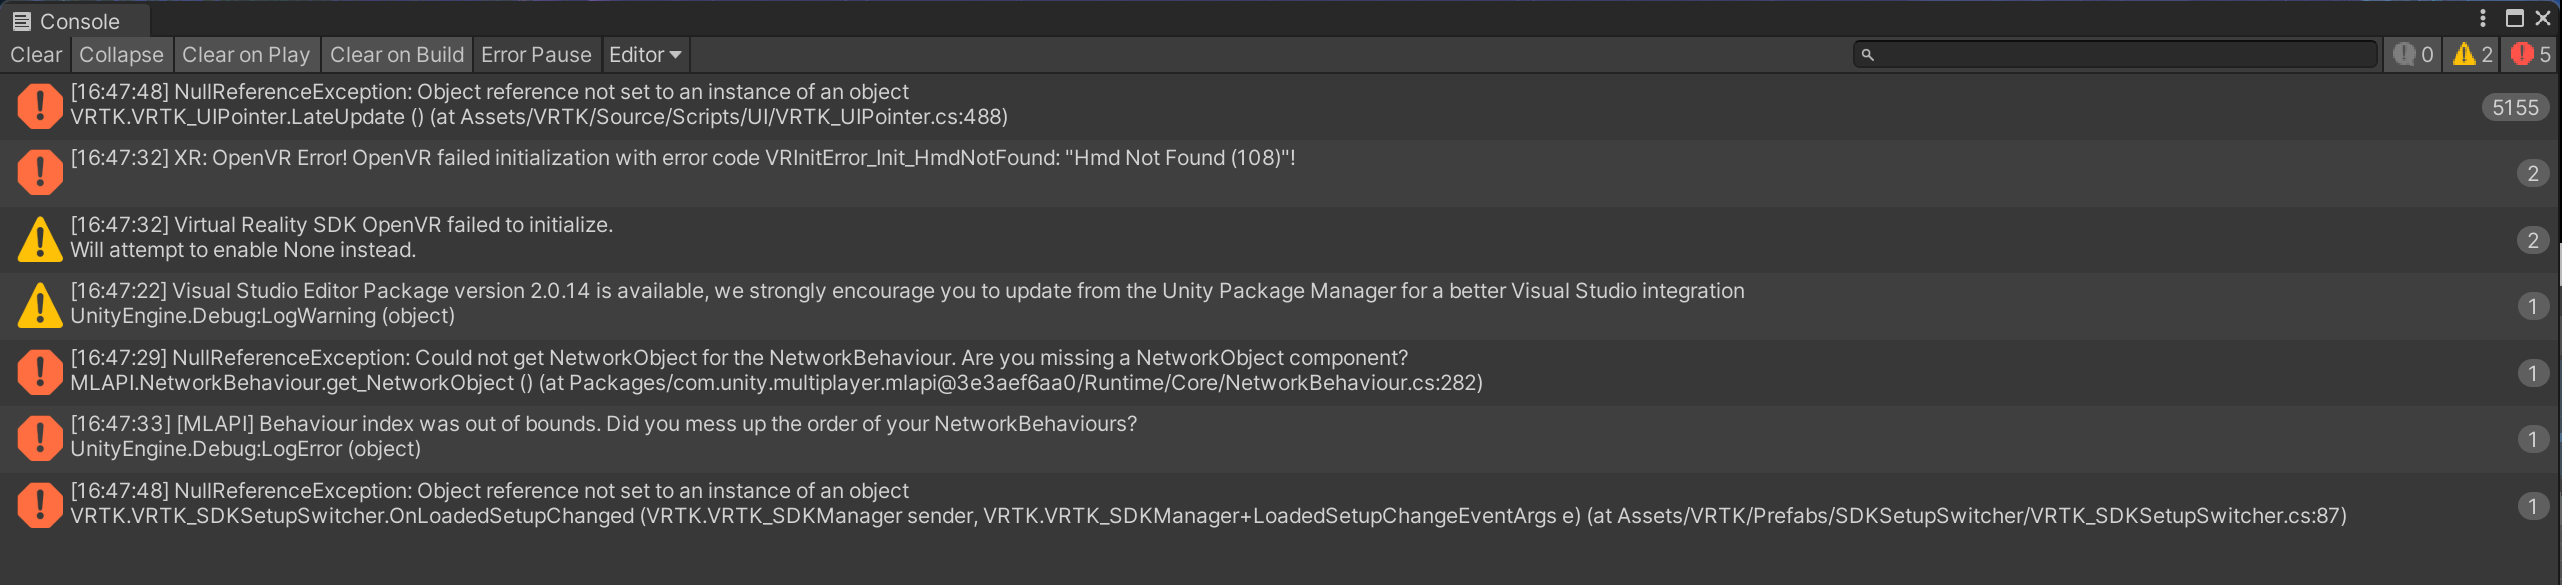 Console
Clear Collapse Clear on Play Clear on Build Error Pause Editor 0 2 5
[16:47:48] NullReferenceException: Object reference not set to an instance of an object
VRTK.VRTK_UIPointer.LateUpdate () (at Assets/VRTK/Source/Scripts/UI/VRTK_UIPointer.cs:488)
5155
[16:47:32] XR: OpenVR Error! OpenVR failed initialization with error code VRInitError_Init_HmdNotFound: "Hmd Not Found (108)"!
2
[16:47:32] Virtual Reality SDK OpenVR failed to initialize.
Will attempt to enable None instead.
2
[16:47:22] Visual Studio Editor Package version 2.0.14 is available, we strongly encourage you to update from the Unity Package Manager for a better Visual Studio integration
UnityEngine.Debug:LogWarning (object)
1
[16:47:29] NullReferenceException: Could not get NetworkObject for the NetworkBehaviour. Are you missing a NetworkObject component?
MLAPI.NetworkBehaviour.get_NetworkObject () (at Packages/com.unity.multiplayer.mlapi@3e3aef6aa0/Runtime/Core/NetworkBehaviour.cs:282)
1
[16:47:33] [MLAPI] Behaviour index was out of bounds. Did you mess up the order of your NetworkBehaviours?
UnityEngine.Debug:LogError (object)
1
[16:47:48] NullReferenceException: Object reference not set to an instance of an object
VRTK.VRTK_SDKSetupSwitcher.OnLoadedSetupChanged (VRTK.VRTK_SDKManager sender, VRTK.VRTK_SDKManager+LoadedSetupChangeEventArgs e) (at Assets/VRTK/Prefabs/SDKSetupSwitcher/VRTK_SDKSetupSwitcher.cs:87)
1